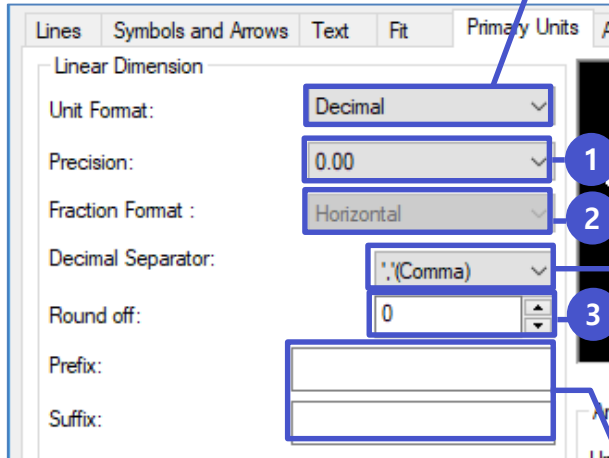 Lines Symbols and Arrows Text Fit Primary Units
Linear Dimension
Unit Format: Decimal
Precision: 0.00 1
Fraction Format : Horizontal 2
Decimal Separator: ','(Comma)
Round off: 0 3
Prefix:
Suffix: